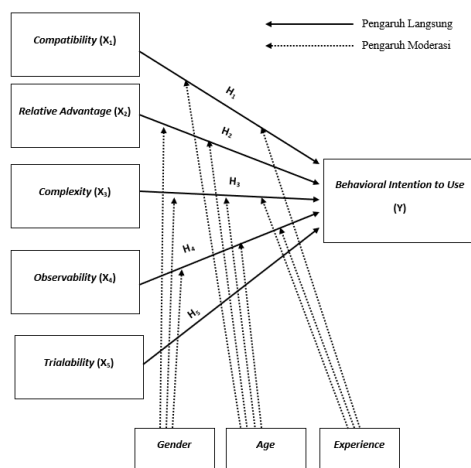 Pengaruh Langsung
Pengaruh Moderasi
Compatibility (X₁)
Relative Advantage (X₂)
Complexity (X₃)
Observability (X₄)
Trialability (X₅)
H₁
H₂
H₃
H₄
H₅
Behavioral Intention to Use
(Y)
Gender
Age
Experience